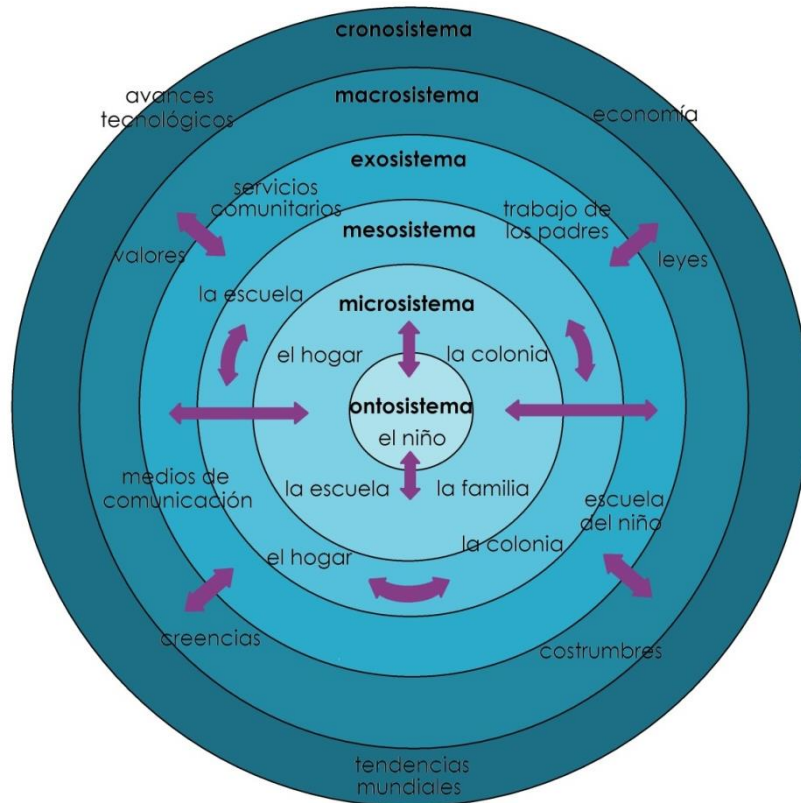 cronosistema
avances
tecnológicos
macrosistema
economía
exosistema
servicios
comunitarios
trabajo de
los padres
mesosistema
valores
leyes
la escuela
microsistema
el hogar
la colonia
ontosistema
el niño
medios de
comunicación
la escuela
la familia
escuela
del niño
el hogar
la colonia
creencias
costrumbres
tendencias
mundiales